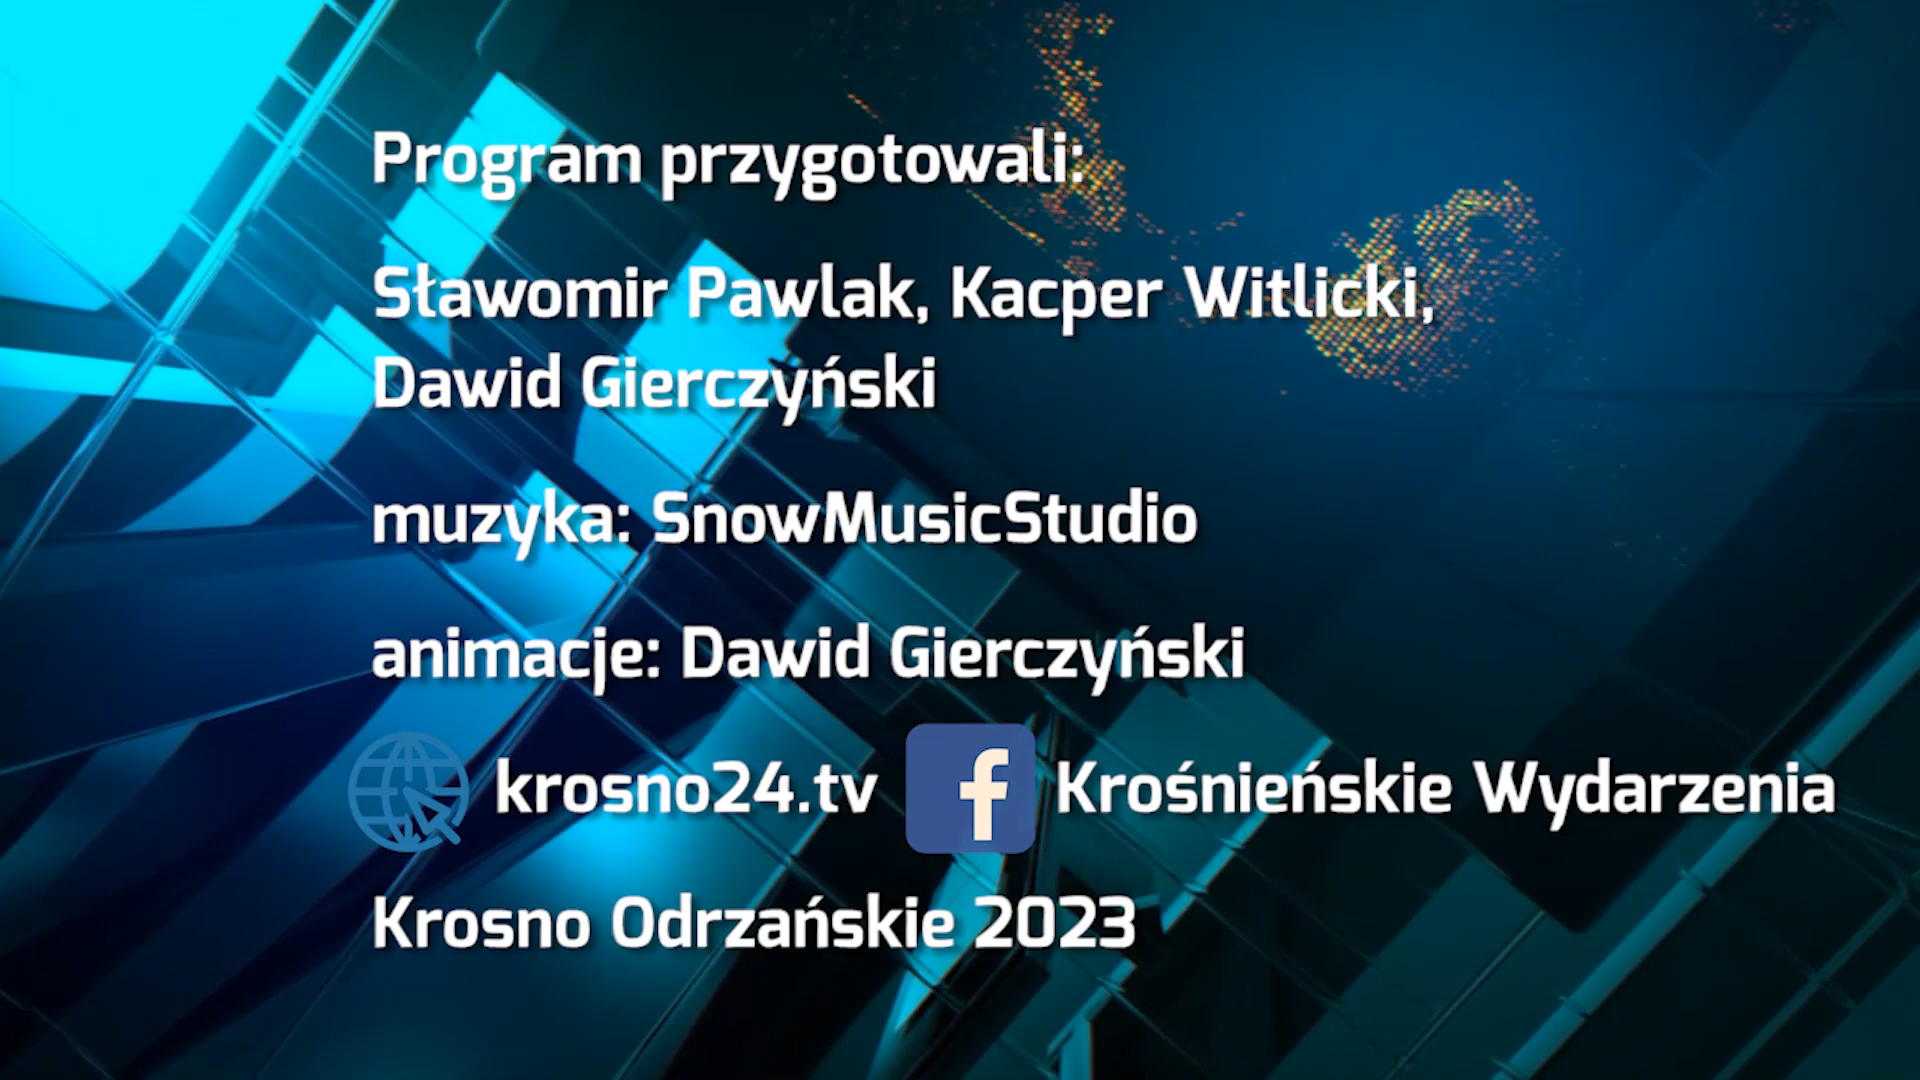 Program przygotowali:
Sławomir Pawlak, Kacper Witlicki,
Dawid Gierczyński
muzyka: SnowMusicStudio
animacje: Dawid Gierczyński
krosno24.tv f Krośnieńskie Wydarzenia
Krosno Odrzańskie 2023